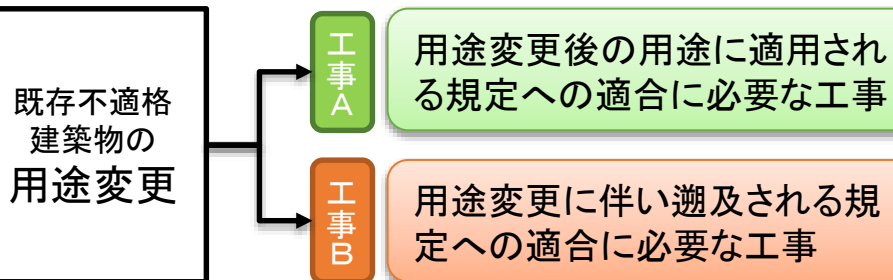 既存不適格
建築物の
用途変更
工事A
用途変更後の用途に適用され
る規定への適合に必要な工事
工事B
用途変更に伴い遡及される規
定への適合に必要な工事